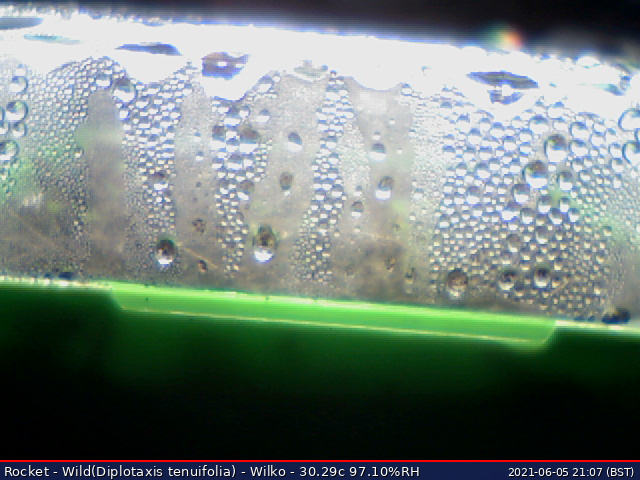 Rocket - Wild(Diplotaxis tenuifolia) - Wilko - 30.29c 97.10%RH 2021-06-05 21:07 (BST)